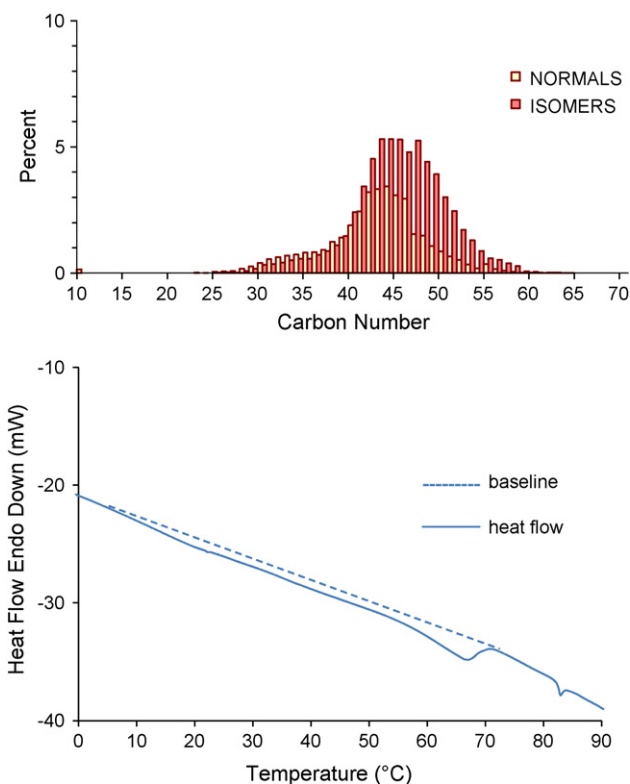 10
NORMALS
ISOMERS
5
Percent
0
10 15 20 25 30 35 40 45 50 55 60 65 70
Carbon Number
-10
-20
baseline
heat flow
-30
Heat Flow Endo Down (mW)
-40
0 10 20 30 40 50 60 70 80 90
Temperature (°C)